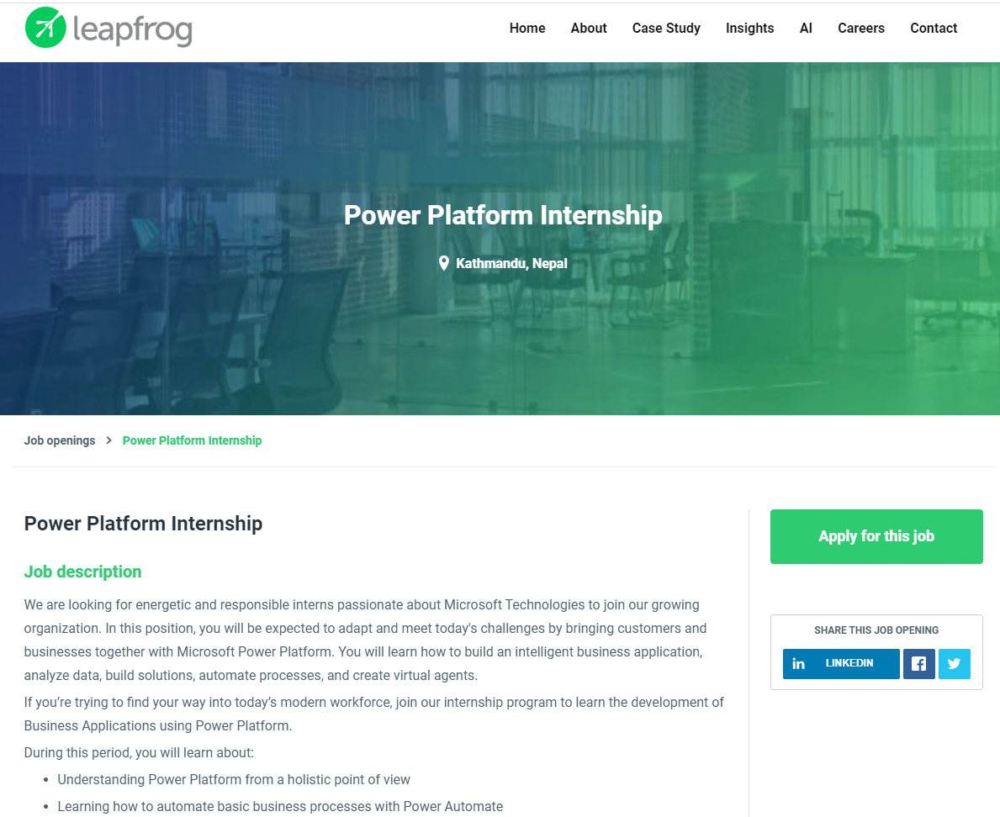 leapfrog
Home About Case Study Insights AI Careers Contact
Power Platform Internship
Kathmandu, Nepal
Job openings > Power Platform Internship
Power Platform Internship
Job description
We are looking for energetic and responsible interns passionate about Microsoft Technologies to join our growing
organization. In this position, you will be expected to adapt and meet today's challenges by bringing customers and
businesses together with Microsoft Power Platform. You will learn how to build an intelligent business application,
analyze data, build solutions, automate processes, and create virtual agents.
If you’re trying to find your way into today’s modern workforce, join our internship program to learn the development of
Business Applications using Power Platform.
During this period, you will learn about:
• Understanding Power Platform from a holistic point of view
• Learning how to automate basic business processes with Power Automate
Apply for this job
SHARE THIS JOB OPENING
in LINKEDIN